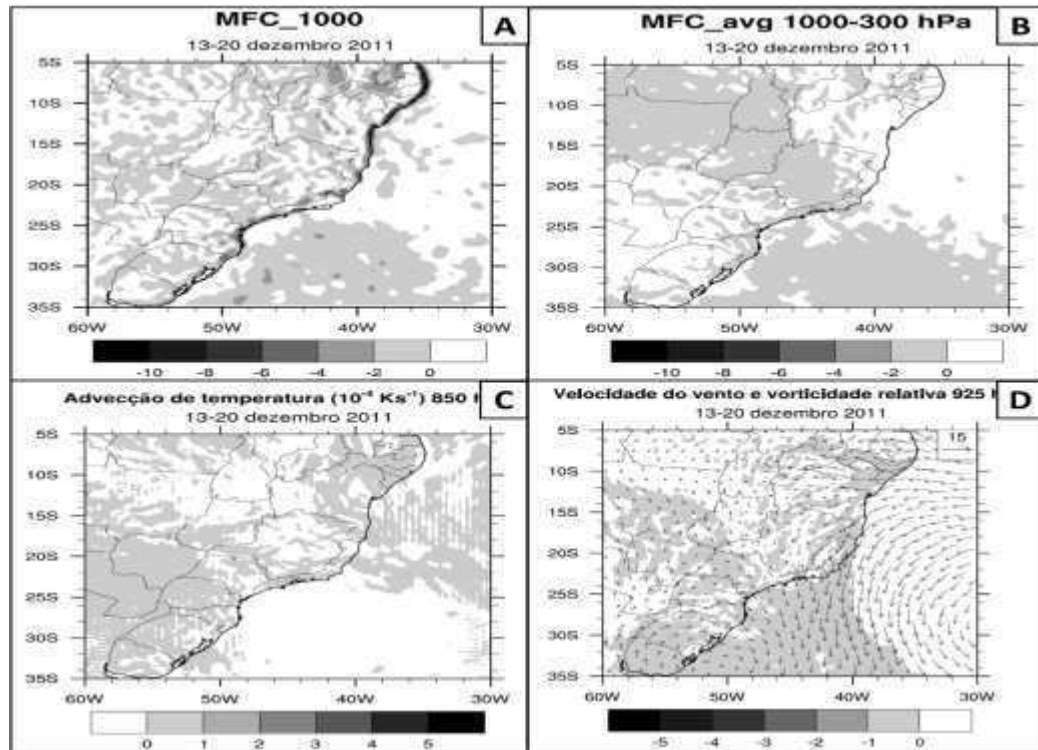 MFC_1000
A
13-20 dezembro 2011
5S
10S
15S
20S
25S
30S
35S
60W 50W 40W 30W
-10 -8 -6 -4 -2 0
MFC_avg 1000-300 hPa
B
13-20 dezembro 2011
5S
10S
15S
20S
25S
30S
35S
60W 50W 40W 30W
-10 -8 -6 -4 -2 0
Advecção de temperatura 850
C
13-20 dezembro 2011
5S
10S
15S
20S
25S
30S
35S
60W 50W 40W 30W
0 1 2 3 4 5
Velocidade do vento e vorticidade relativa 925 h
D
13-20 dezembro 2011
15
5S
10S
15S
20S
25S
30S
35S
60W 50W 40W 30W
-5 -4 -3 -2 -1 0